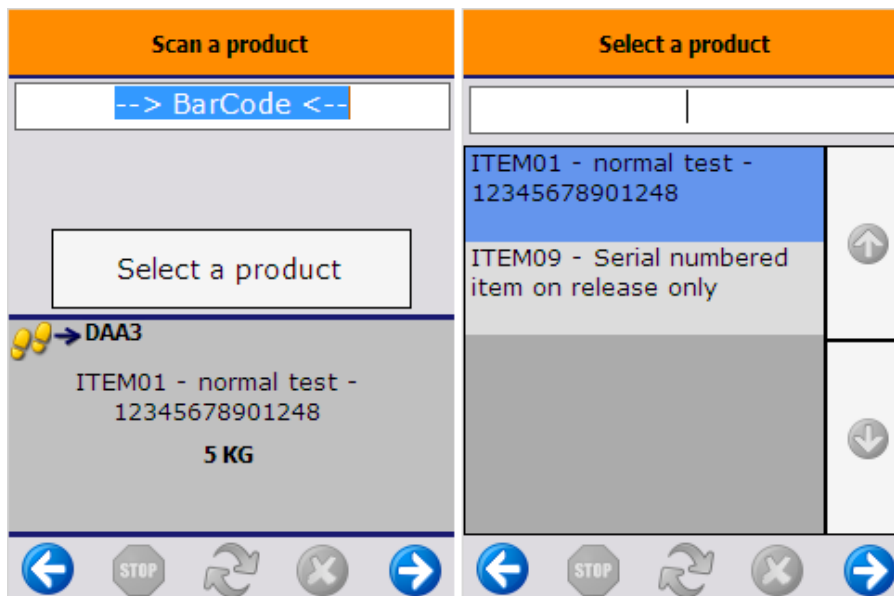 Scan a product
--> BarCode <--
Select a product
DAA3
ITEM01 - normal test -
12345678901248
5 KG
STOP
Select a product
ITEM01 - normal test -
12345678901248
ITEM09 - Serial numbered
item on release only
STOP